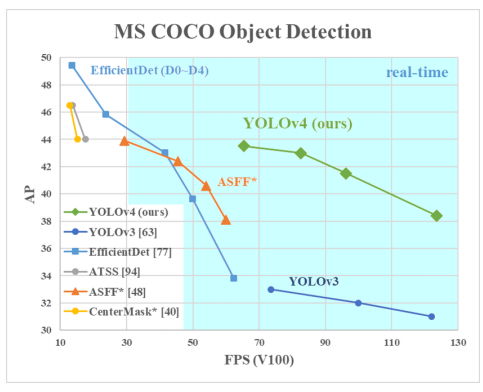 MS COCO Object Detection
50
48
46
44
42
40
38
36
34
32
30
AP
EfficientDet (D0~D4)
real-time
YOLOv4 (ours)
ASFF*
YOLOv3
YOLOv4 (ours)
YOLOv3 [63]
EfficientDet [77]
ATSS [94]
ASFF* [48]
CenterMask* [40]
10 30 50 70 90 110 130
FPS (V100)